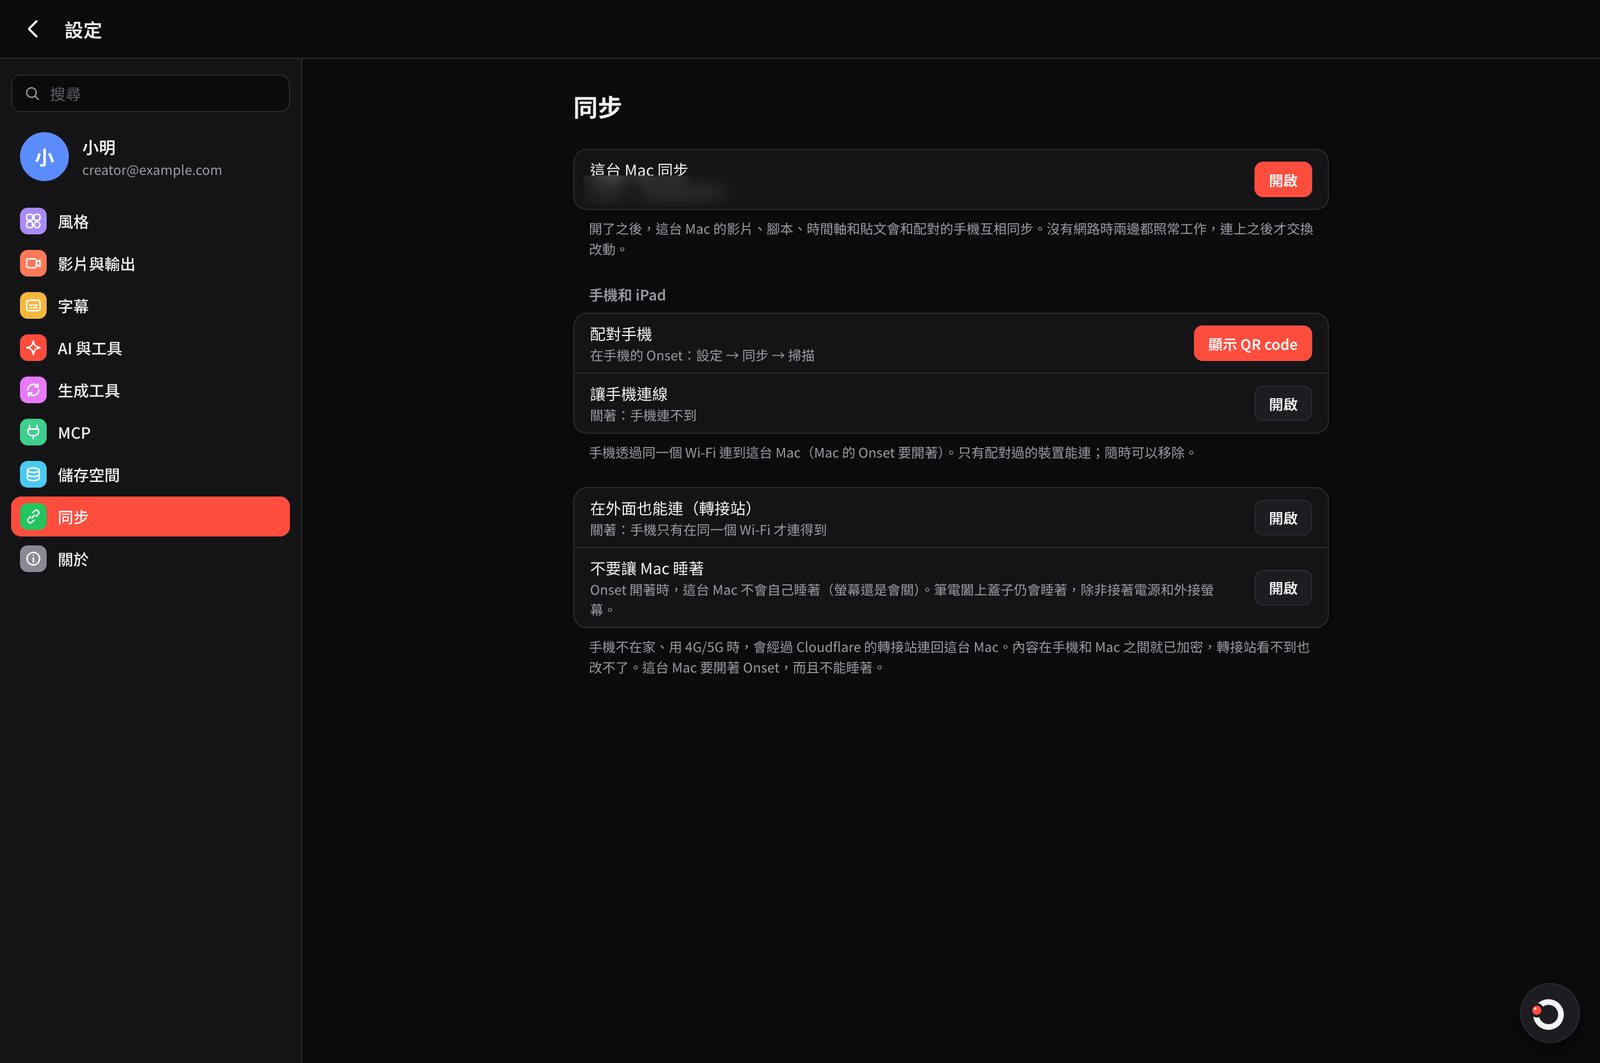 設定
搜尋
小
小明
creator@example.com
風格
影片與輸出
字幕
AI 與工具
生成工具
MCP
儲存空間
同步
關於
同步
這台 Mac 同步
開啟
開了之後，這台 Mac 的影片、腳本、時間軸和貼文會和配對的手機互相同步。沒有網路時兩邊都照常工作，連上之後才交換
改動。
手機和 iPad
配對手機
在手機的 Onset：設定 → 同步 → 掃描
顯示 QR code
讓手機連線
關著：手機連不到
開啟
手機透過同一個 Wi-Fi 連到這台 Mac（Mac 的 Onset 要開著）。只有配對過的裝置能連；隨時可以移除。
在外面也能連（轉接站）
關著：手機只有在同一個 Wi-Fi 才連得到
開啟
不要讓 Mac 睡著
Onset 開著時，這台 Mac 不會自己睡著（螢幕還是會關）。筆電闔上蓋子仍會睡著，除非接著電源和外接螢
幕。
開啟
手機不在家、用 4G/5G 時，會經過 Cloudflare 的轉接站連回這台 Mac。內容在手機和 Mac 之間就已加密，轉接站看不到也
改不了。這台 Mac 要開著 Onset，而且不能睡著。